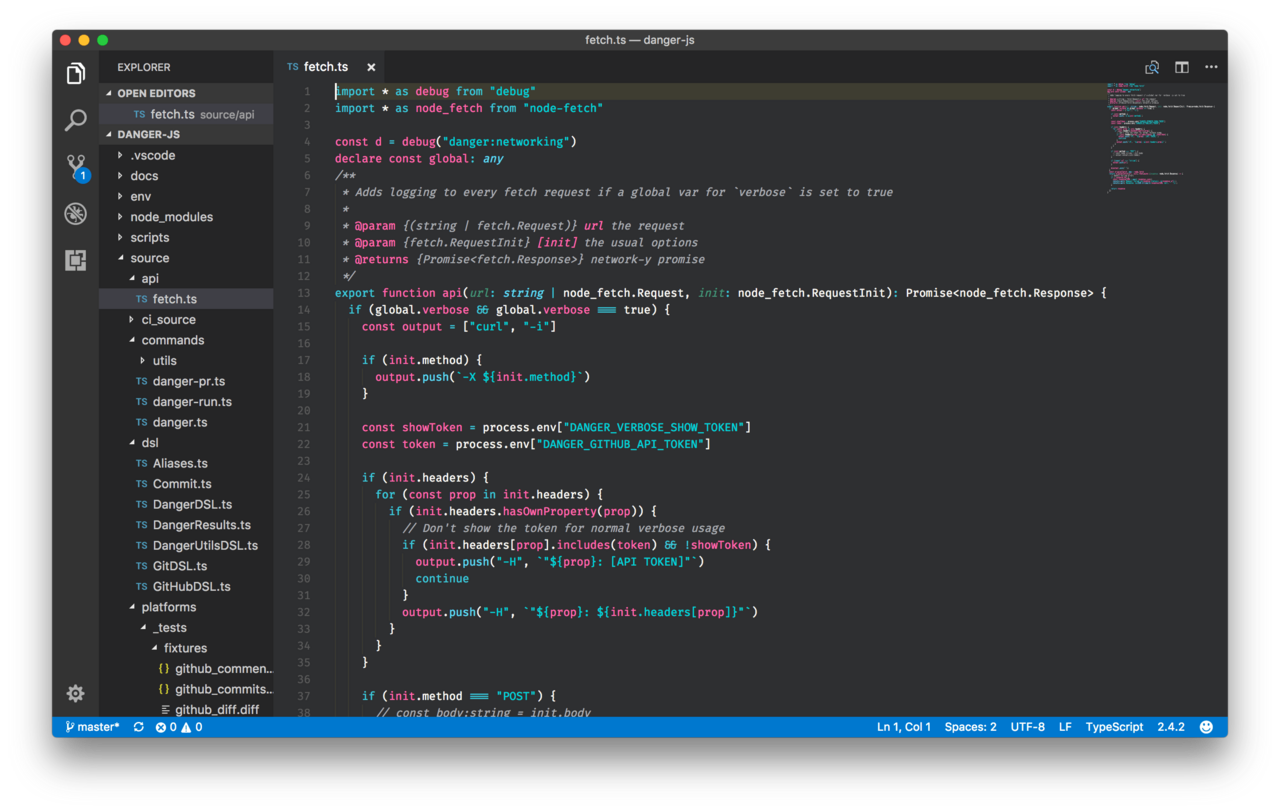 fetch.ts — danger-js
EXPLORER
OPEN EDITORS
TS fetch.ts source/api
DANGER-JS
.vscode
docs
env
node_modules
scripts
source
api
TS fetch.ts
ci_source
commands
utils
TS danger-pr.ts
TS danger-run.ts
TS danger.ts
dsl
TS Aliases.ts
TS Commit.ts
TS DangerDSL.ts
TS DangerResults.ts
TS DangerUtilsDSL.ts
TS GitDSL.ts
TS GitHubDSL.ts
platforms
_tests
fixtures
{} github_commen...
{} github_commits...
github_diff.diff
1
TS fetch.ts ×
1 import * as debug from "debug"
2 import * as node_fetch from "node-fetch"
3
4 const d = debug("danger:networking")
5 declare const global: any
6 /**
7 * Adds logging to every fetch request if a global var for `verbose` is set to true
8 *
9 * @param {(string | fetch.Request)} url the request
10 * @param {fetch.RequestInit} [init] the usual options
11 * @returns {Promise<fetch.Response>} network-y promise
12 */
13 export function api(url: string | node_fetch.Request, init: node_fetch.RequestInit): Promise<node_fetch.Response> {
14 if (global.verbose && global.verbose === true) {
15 const output = ["curl", "-i"]
16
17 if (init.method) {
18 output.push(`-X ${init.method}`)
19 }
20
21 const showToken = process.env["DANGER_VERBOSE_SHOW_TOKEN"]
22 const token = process.env["DANGER_GITHUB_API_TOKEN"]
23
24 if (init.headers) {
25 for (const prop in init.headers) {
26 if (init.headers.hasOwnProperty(prop)) {
27 // Don't show the token for normal verbose usage
28 if (init.headers[prop].includes(token) && !showToken) {
29 output.push("-H", `"${prop}: [API TOKEN]"`)
30 continue
31 }
32 output.push("-H", `"${prop}: ${init.headers[prop]}"`)
33 }
34 }
35 }
36
37 if (init.method === "POST") {
38 // const body:string = init.body
master* 0 0
Ln 1, Col 1 Spaces: 2 UTF-8 LF TypeScript 2.4.2